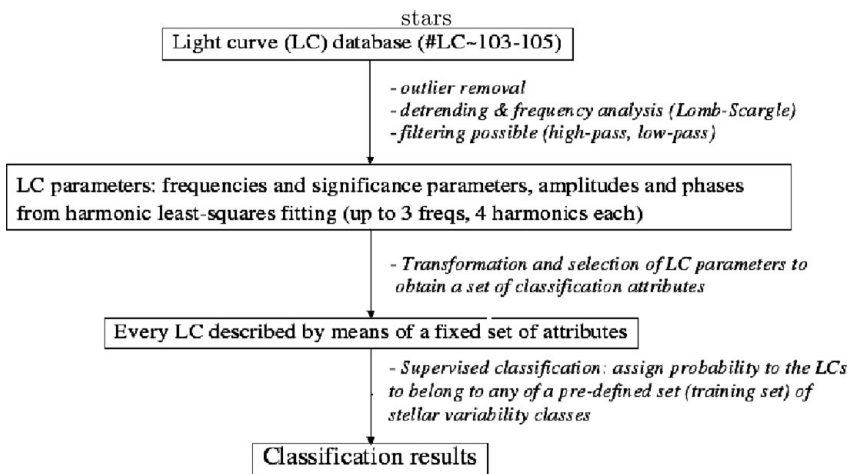 stars
Light curve (LC) database (#LC~103-105)
- outlier removal
- detrending & frequency analysis (Lomb-Scargle)
- filtering possible (high-pass, low-pass)
LC parameters: frequencies and significance parameters, amplitudes and phases
from harmonic least-squares fitting (up to 3 freqs, 4 harmonics each)
- Transformation and selection of LC parameters to
obtain a set of classification attributes
Every LC described by means of a fixed set of attributes
- Supervised classification: assign probability to the LCs
to belong to any of a pre-defined set (training set) of
stellar variability classes
Classification results